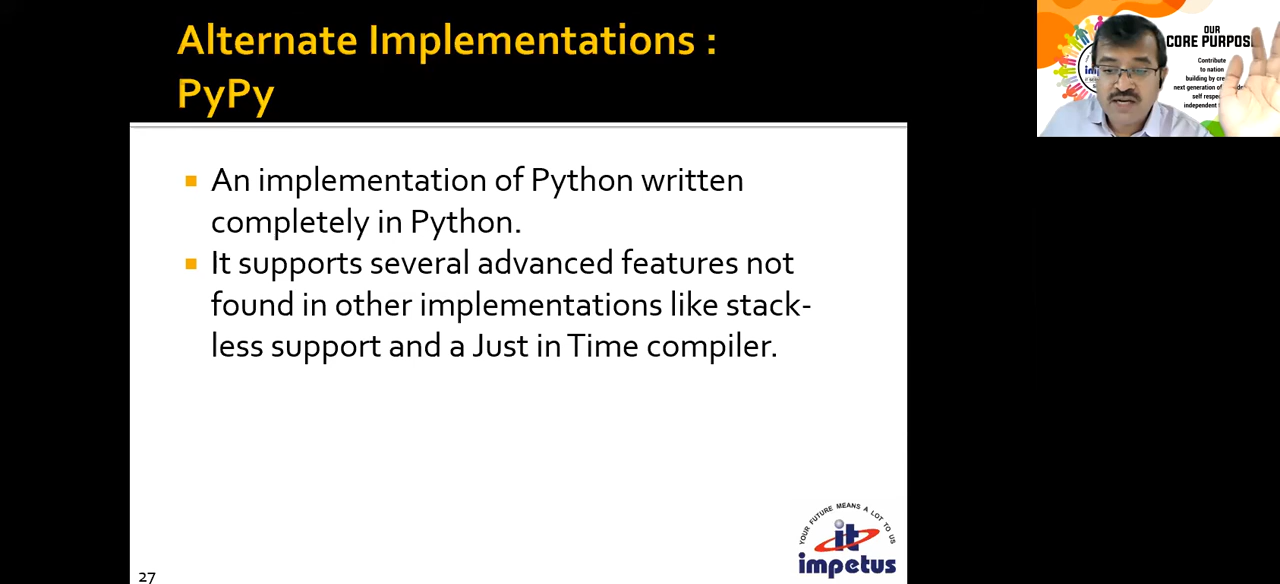 Alternate Implementations :
PyPy
OUR
CORE PURPOS
Contribute
to nation
building by cre
next generation of
self respe
independent
An implementation of Python written
completely in Python.
It supports several advanced features not
found in other implementations like stack-
less support and a Just in Time compiler.
YOUR FUTURE MEANS A LOT TO US
it
impetus
27